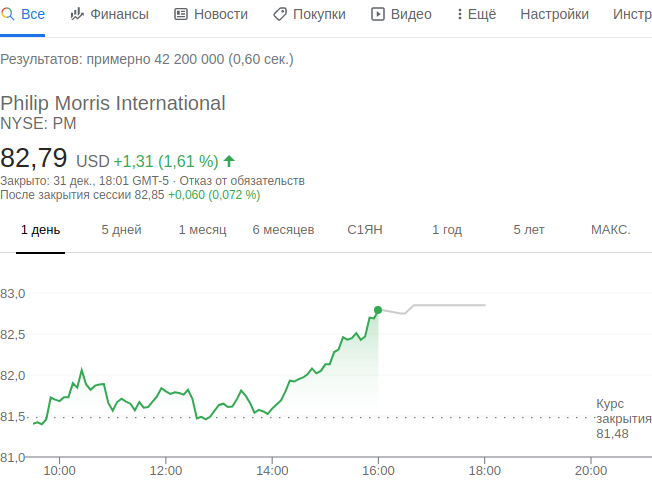 Все Финансы Новости Покупки Видео Ещё Настройки Инстр
Результатов: примерно 42 200 000 (0,60 сек.)
Philip Morris International
NYSE: PM
82,79 USD +1,31 (1,61 %)
Закрыто: 31 дек., 18:01 GMT-5 · Отказ от обязательств
После закрытия сессии 82,85 +0,060 (0,072 %)
1 день 5 дней 1 месяц 6 месяцев С1ЯН 1 год 5 лет МАКС.
83,0
82,5
82,0
81,5
81,0
Курс
закрытия
81,48
10:00 12:00 14:00 16:00 18:00 20:00